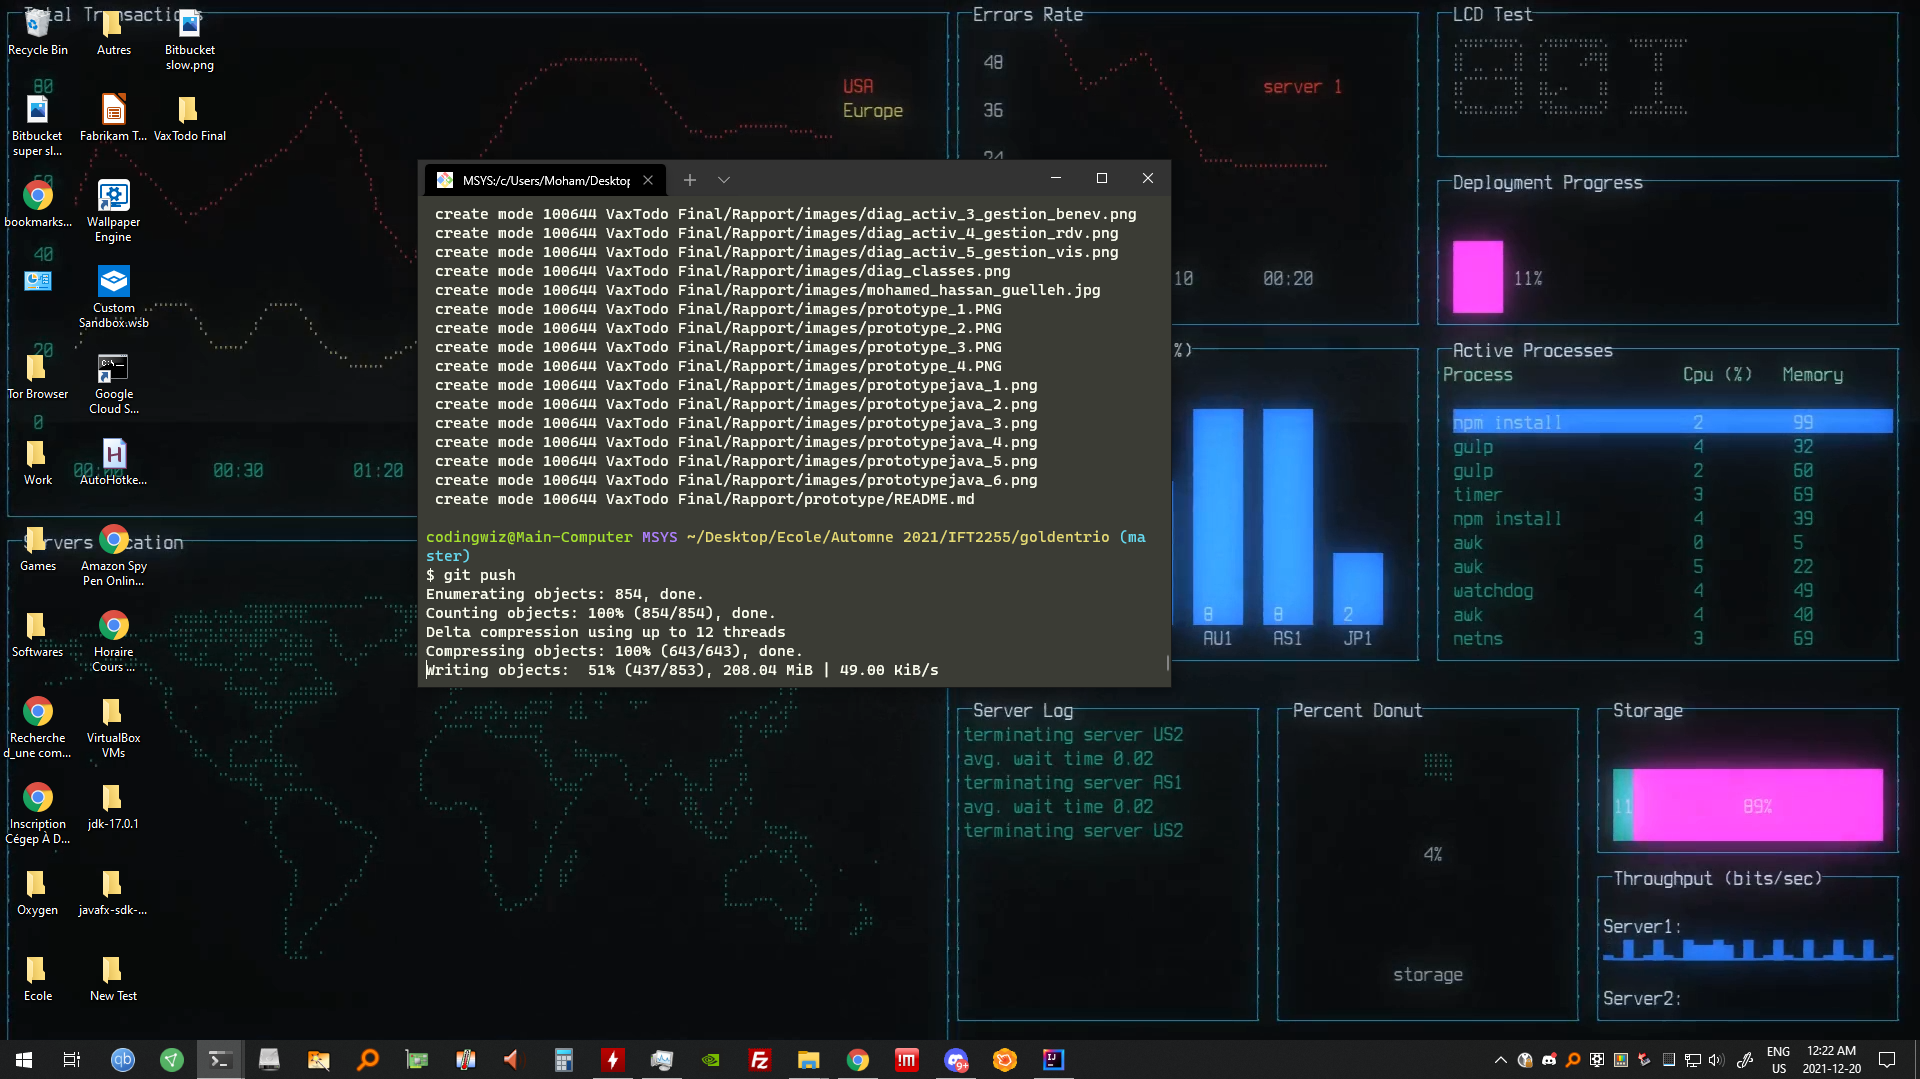 Total Transactions
80
60
40
20
0
00:00
00:30
01:20
USA
Europe
Errors Rate
48
36
24
server 1
10
00:20
LCD Test
Deployment Progress
11%
Active Processes
Process Cpu (%) Memory
npm install 2 99
gulp 4 32
gulp 2 60
timer 3 69
npm install 4 39
awk 0 5
awk 5 22
watchdog 4 49
awk 4 40
netns 3 69
%)
8
8
2
AU1
AS1
JP1
Servers Location
Server Log
terminating server US2
avg. wait time 0.02
terminating server AS1
avg. wait time 0.02
terminating server US2
Percent Donut
4%
storage
Storage
11
89%
Throughput (bits/sec)
Server1:
Server2:
Recycle Bin
Autres
Bitbucket
slow.png
Bitbucket
super sl...
Fabrikam T...
VaxTodo Final
bookmarks...
Wallpaper
Engine
Custom
Sandbox.wsb
Tor Browser
Google
Cloud S...
Work
AutoHotke...
Games
Amazon Spy
Pen Onlin...
Softwares
Horaire
Cours ...
Recherche
d_une com...
VirtualBox
VMs
Inscription
Cégep À D...
jdk-17.0.1
Oxygen
javafx-sdk-...
Ecole
New Test
MSYS:/c/Users/Moham/Desktop
create mode 100644 VaxTodo Final/Rapport/images/diag_activ_3_gestion_benev.png
create mode 100644 VaxTodo Final/Rapport/images/diag_activ_4_gestion_rdv.png
create mode 100644 VaxTodo Final/Rapport/images/diag_activ_5_gestion_vis.png
create mode 100644 VaxTodo Final/Rapport/images/diag_classes.png
create mode 100644 VaxTodo Final/Rapport/images/mohamed_hassan_guelleh.jpg
create mode 100644 VaxTodo Final/Rapport/images/prototype_1.PNG
create mode 100644 VaxTodo Final/Rapport/images/prototype_2.PNG
create mode 100644 VaxTodo Final/Rapport/images/prototype_3.PNG
create mode 100644 VaxTodo Final/Rapport/images/prototype_4.PNG
create mode 100644 VaxTodo Final/Rapport/images/prototypejava_1.png
create mode 100644 VaxTodo Final/Rapport/images/prototypejava_2.png
create mode 100644 VaxTodo Final/Rapport/images/prototypejava_3.png
create mode 100644 VaxTodo Final/Rapport/images/prototypejava_4.png
create mode 100644 VaxTodo Final/Rapport/images/prototypejava_5.png
create mode 100644 VaxTodo Final/Rapport/images/prototypejava_6.png
create mode 100644 VaxTodo Final/Rapport/prototype/README.md
codingwiz@Main-Computer MSYS ~/Desktop/Ecole/Automne 2021/IFT2255/goldentrio (ma
ster)
$ git push
Enumerating objects: 854, done.
Counting objects: 100% (854/854), done.
Delta compression using up to 12 threads
Compressing objects: 100% (643/643), done.
Writing objects: 51% (437/853), 208.04 MiB | 49.00 KiB/s
qb
!M
9+
IJ
ENG
US
12:22 AM
2021-12-20